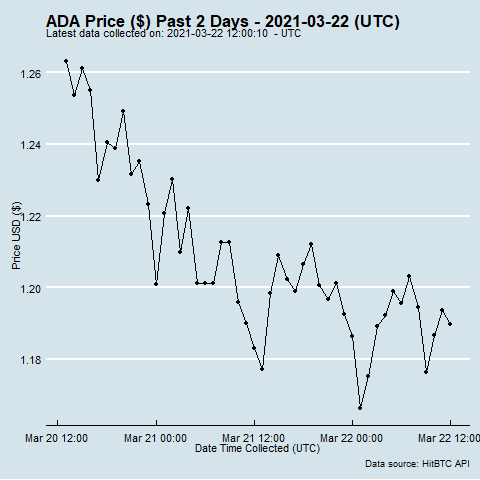 ADA Price ($) Past 2 Days - 2021-03-22 (UTC)
Latest data collected on: 2021-03-22 12:00:10 - UTC
1.26
1.24
1.22
1.20
1.18
Price USD ($)
Mar 20 12:00 Mar 21 00:00 Mar 21 12:00 Mar 22 00:00 Mar 22 12:00
Date Time Collected (UTC)
Data source: HitBTC API